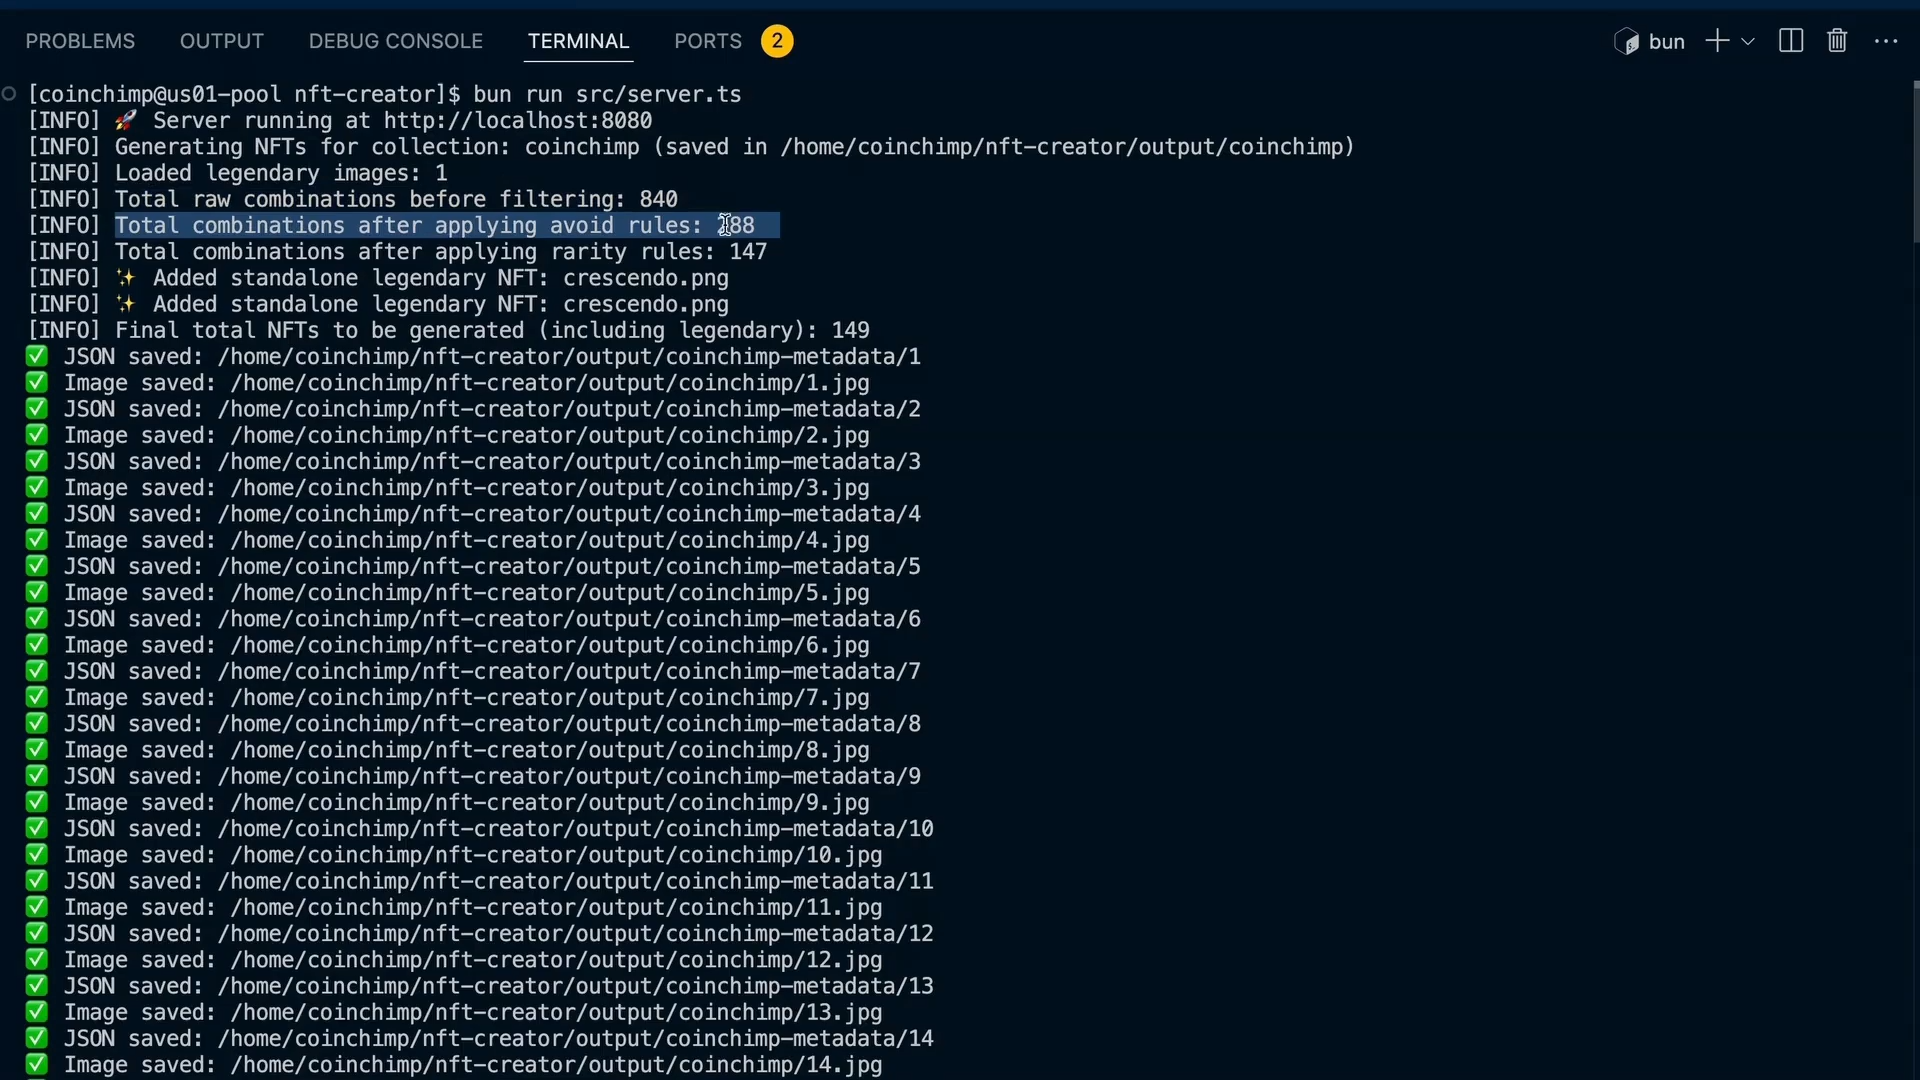 PROBLEMS OUTPUT DEBUG CONSOLE TERMINAL PORTS 2 bun
[coinchimp@us01-pool nft-creator]$ bun run src/server.ts
[INFO] 🚀 Server running at http://localhost:8080
[INFO] Generating NFTs for collection: coinchimp (saved in /home/coinchimp/nft-creator/output/coinchimp)
[INFO] Loaded legendary images: 1
[INFO] Total raw combinations before filtering: 840
[INFO] Total combinations after applying avoid rules: 288
[INFO] Total combinations after applying rarity rules: 147
[INFO] ✨ Added standalone legendary NFT: crescendo.png
[INFO] ✨ Added standalone legendary NFT: crescendo.png
[INFO] Final total NFTs to be generated (including legendary): 149
✅ JSON saved: /home/coinchimp/nft-creator/output/coinchimp-metadata/1
✅ Image saved: /home/coinchimp/nft-creator/output/coinchimp/1.jpg
✅ JSON saved: /home/coinchimp/nft-creator/output/coinchimp-metadata/2
✅ Image saved: /home/coinchimp/nft-creator/output/coinchimp/2.jpg
✅ JSON saved: /home/coinchimp/nft-creator/output/coinchimp-metadata/3
✅ Image saved: /home/coinchimp/nft-creator/output/coinchimp/3.jpg
✅ JSON saved: /home/coinchimp/nft-creator/output/coinchimp-metadata/4
✅ Image saved: /home/coinchimp/nft-creator/output/coinchimp/4.jpg
✅ JSON saved: /home/coinchimp/nft-creator/output/coinchimp-metadata/5
✅ Image saved: /home/coinchimp/nft-creator/output/coinchimp/5.jpg
✅ JSON saved: /home/coinchimp/nft-creator/output/coinchimp-metadata/6
✅ Image saved: /home/coinchimp/nft-creator/output/coinchimp/6.jpg
✅ JSON saved: /home/coinchimp/nft-creator/output/coinchimp-metadata/7
✅ Image saved: /home/coinchimp/nft-creator/output/coinchimp/7.jpg
✅ JSON saved: /home/coinchimp/nft-creator/output/coinchimp-metadata/8
✅ Image saved: /home/coinchimp/nft-creator/output/coinchimp/8.jpg
✅ JSON saved: /home/coinchimp/nft-creator/output/coinchimp-metadata/9
✅ Image saved: /home/coinchimp/nft-creator/output/coinchimp/9.jpg
✅ JSON saved: /home/coinchimp/nft-creator/output/coinchimp-metadata/10
✅ Image saved: /home/coinchimp/nft-creator/output/coinchimp/10.jpg
✅ JSON saved: /home/coinchimp/nft-creator/output/coinchimp-metadata/11
✅ Image saved: /home/coinchimp/nft-creator/output/coinchimp/11.jpg
✅ JSON saved: /home/coinchimp/nft-creator/output/coinchimp-metadata/12
✅ Image saved: /home/coinchimp/nft-creator/output/coinchimp/12.jpg
✅ JSON saved: /home/coinchimp/nft-creator/output/coinchimp-metadata/13
✅ Image saved: /home/coinchimp/nft-creator/output/coinchimp/13.jpg
✅ JSON saved: /home/coinchimp/nft-creator/output/coinchimp-metadata/14
✅ Image saved: /home/coinchimp/nft-creator/output/coinchimp/14.jpg